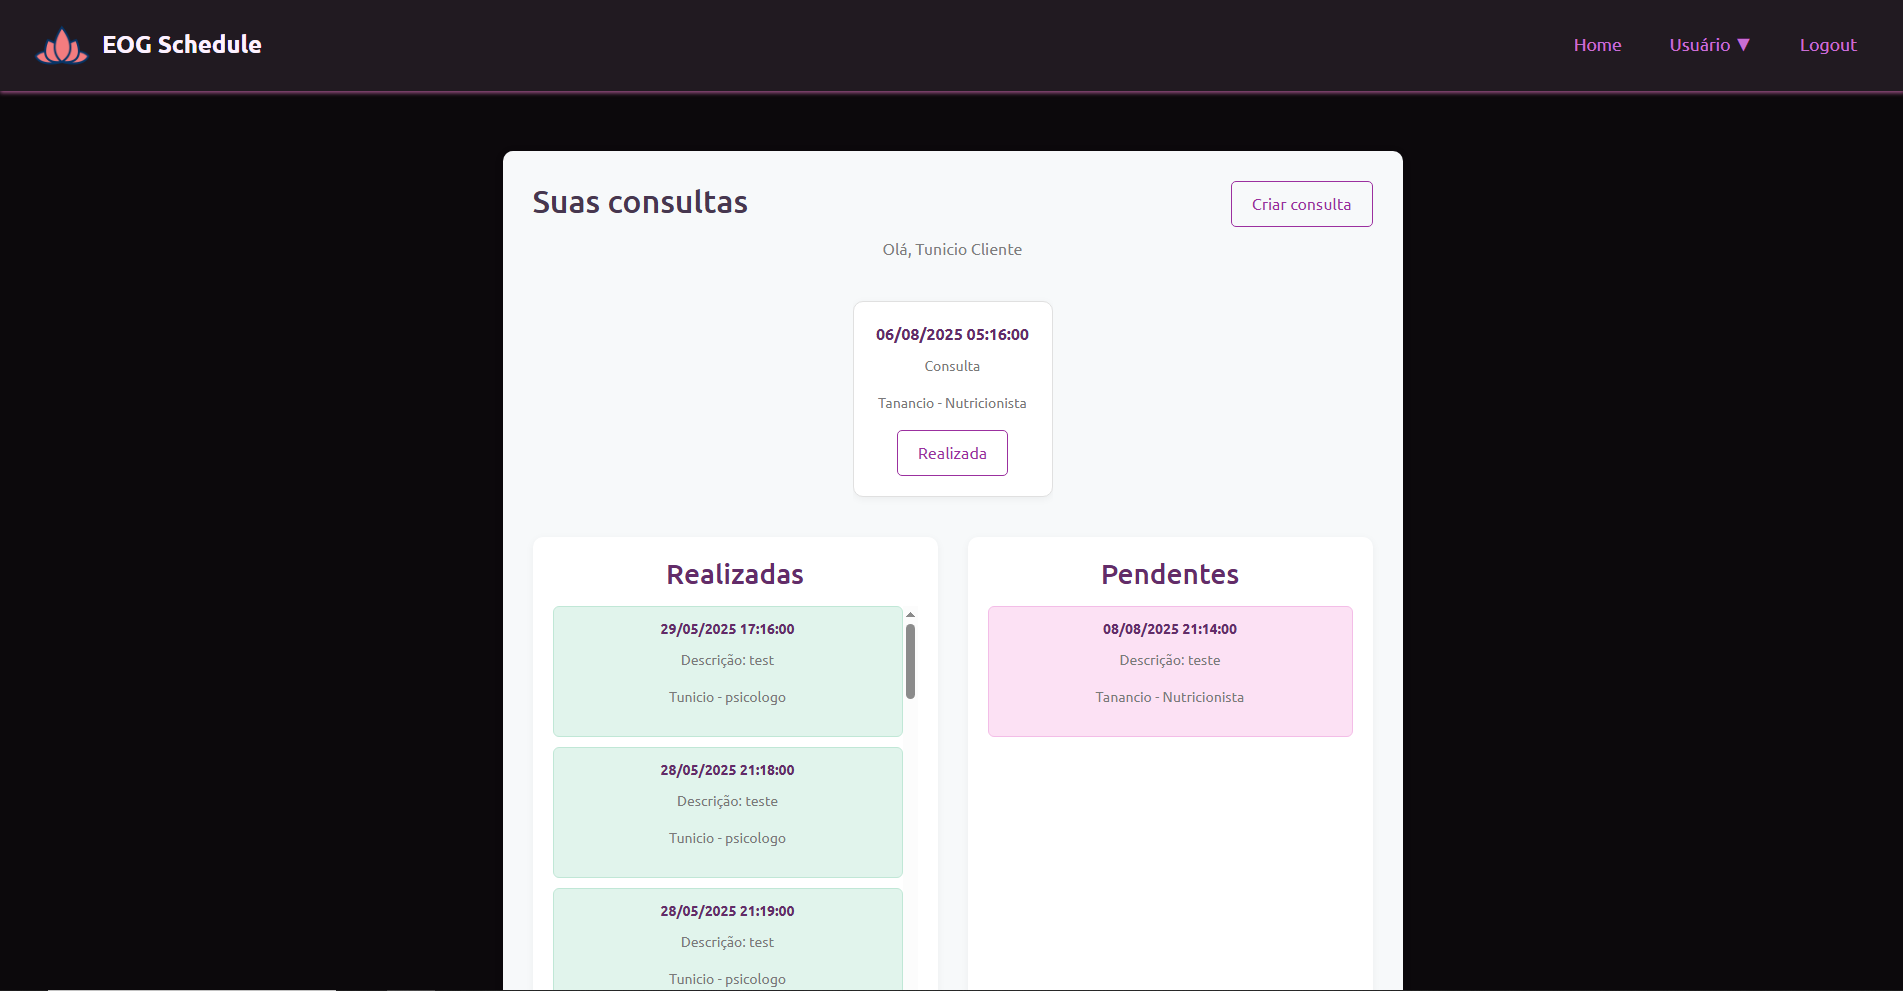 EOG Schedule
Home
Usuário ▼
Logout
Suas consultas
Criar consulta
Olá, Tunicio Cliente
06/08/2025 05:16:00
Consulta
Tanancio - Nutricionista
Realizada
Realizadas
29/05/2025 17:16:00
Descrição: test
Tunicio - psicologo
28/05/2025 21:18:00
Descrição: teste
Tunicio - psicologo
28/05/2025 21:19:00
Descrição: test
Tunicio - psicologo
Pendentes
08/08/2025 21:14:00
Descrição: teste
Tanancio - Nutricionista